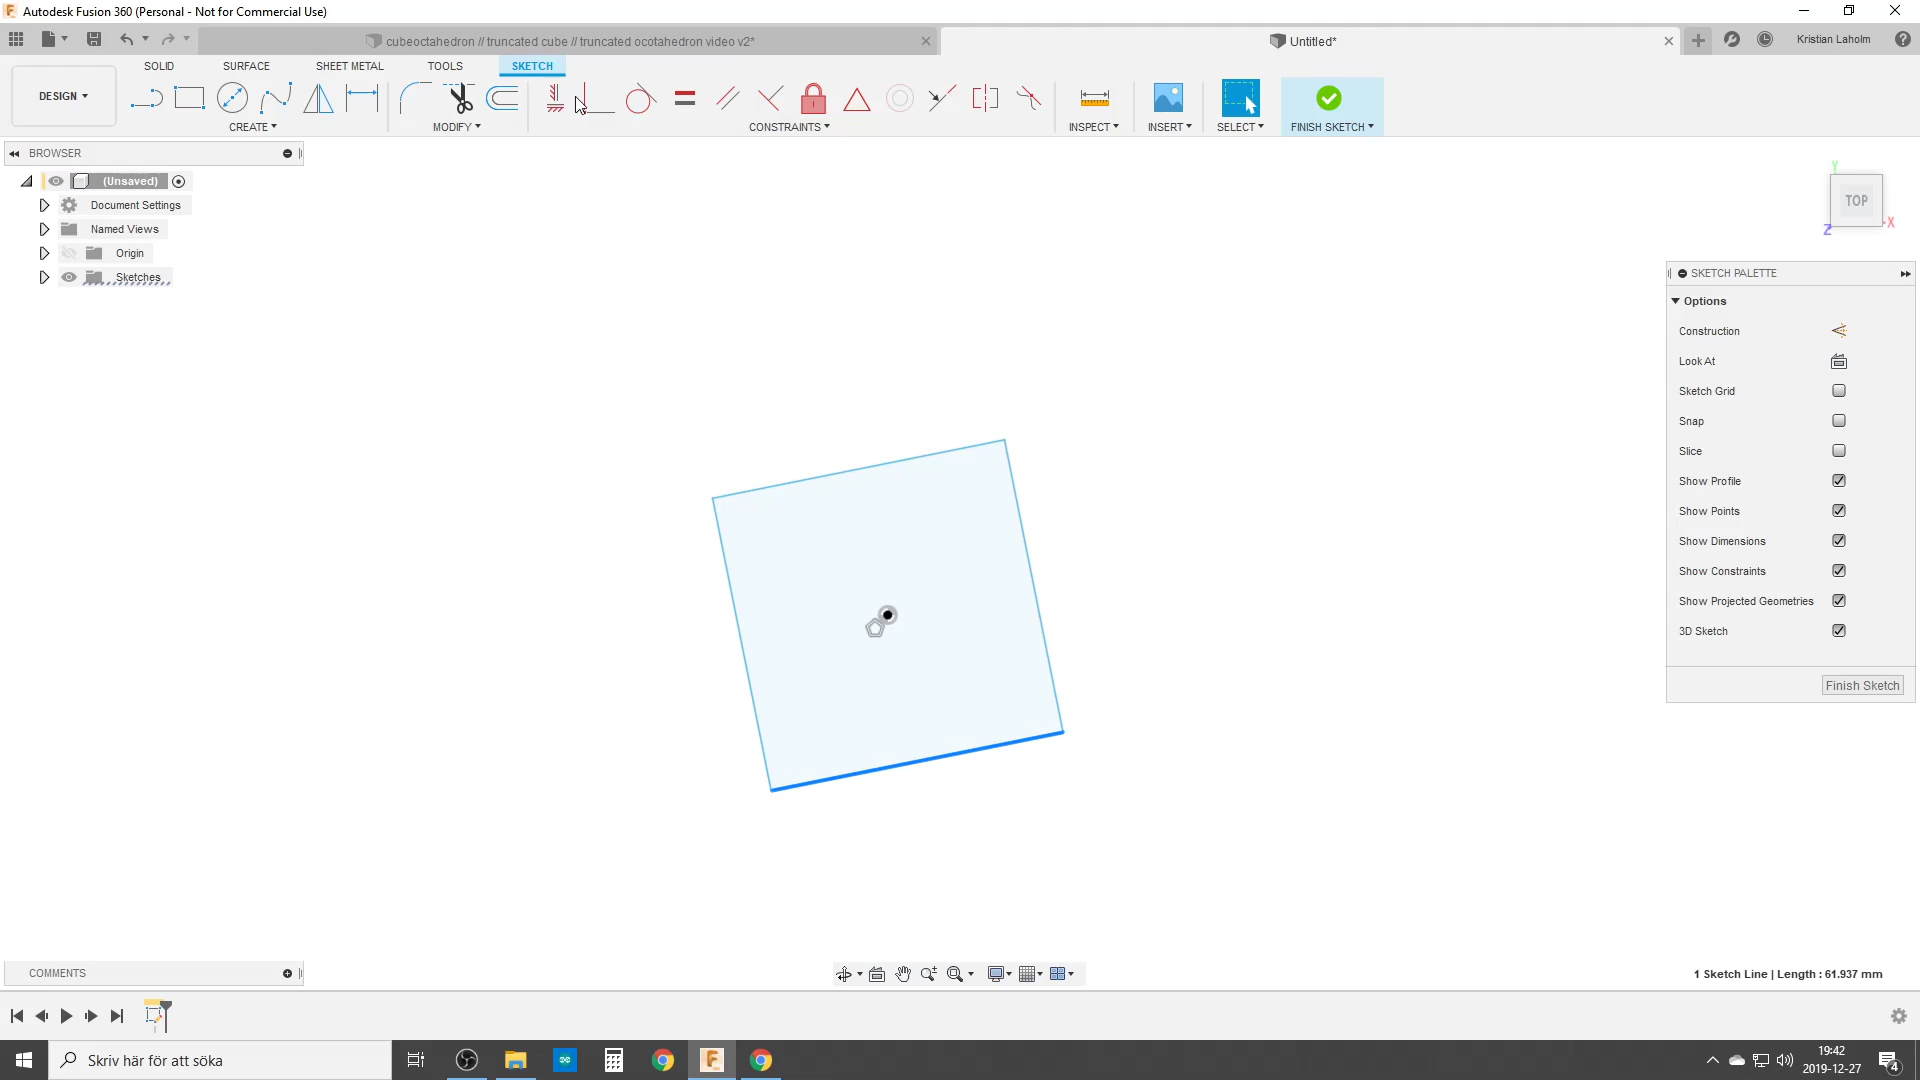 Autodesk Fusion 360 (Personal - Not for Commercial Use)
cubeoctahedron // truncated cube // truncated ocotahedron video v2*
Untitled*
Kristian Laholm
SOLID
SURFACE
SHEET METAL
TOOLS
SKETCH
DESIGN
CREATE
MODIFY
CONSTRAINTS
INSPECT
INSERT
SELECT
FINISH SKETCH
BROWSER
(Unsaved)
Document Settings
Named Views
Origin
Sketches
Y
TOP
X
Z
SKETCH PALETTE
Options
Construction
Look At
Sketch Grid
Snap
Slice
Show Profile
Show Points
Show Dimensions
Show Constraints
Show Projected Geometries
3D Sketch
Finish Sketch
COMMENTS
1 Sketch Line | Length : 61.937 mm
Skriv här för att söka
19:42
2019-12-27
4